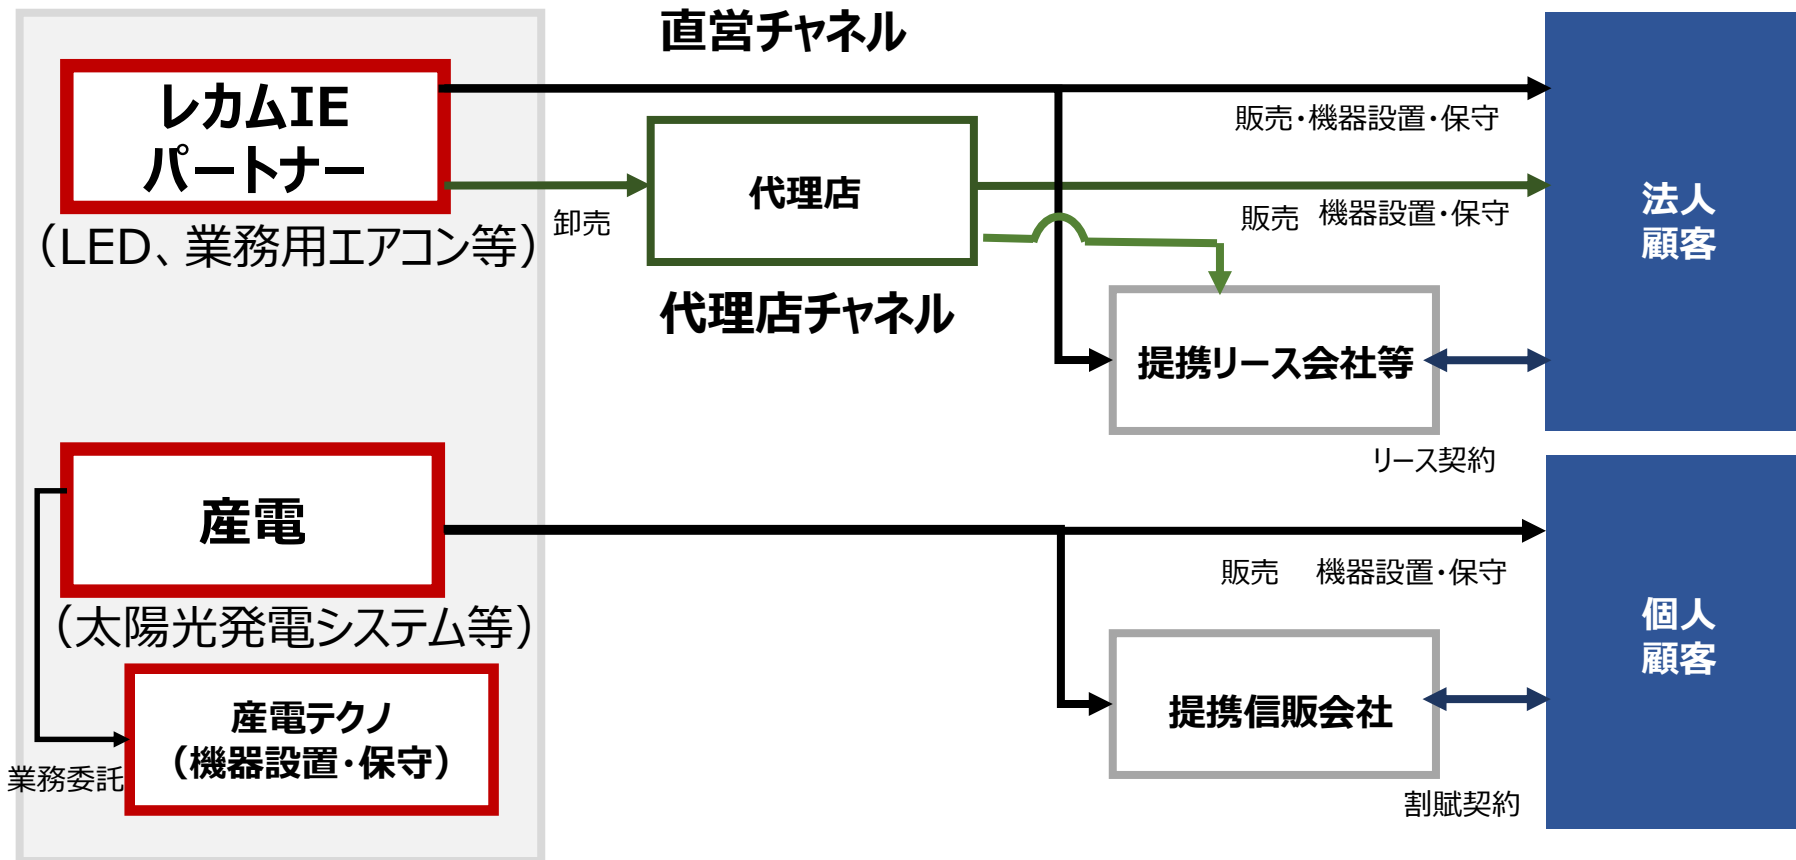 直営チャネル
レカムIE
パートナー
（LED、業務用エアコン等）
卸売
代理店
代理店チャネル
販売・機器設置・保守
販売 機器設置・保守
提携リース会社等
リース契約
法人
顧客
産電
（太陽光発電システム等）
産電テクノ
（機器設置・保守）
業務委託
販売 機器設置・保守
提携信販会社
割賦契約
個人
顧客